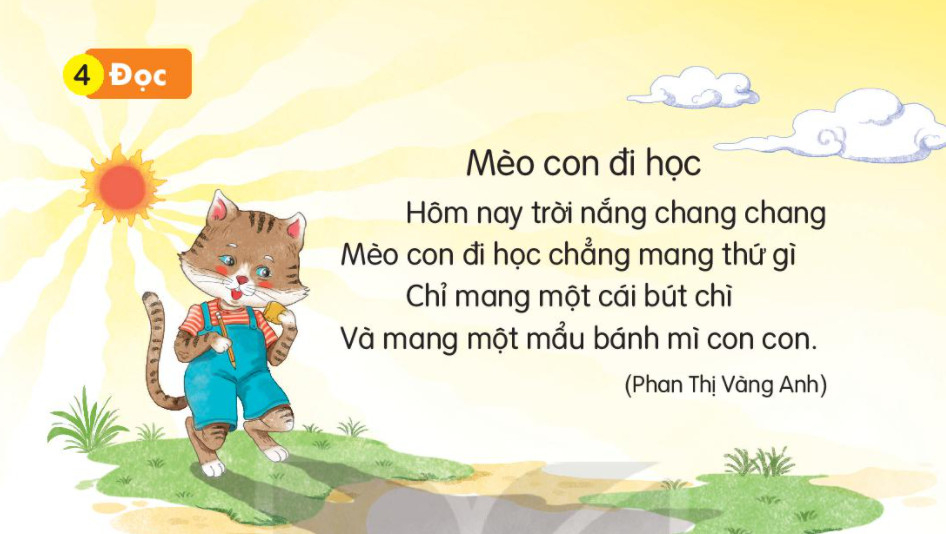 4 Đọc
Mèo con đi học
Hôm nay trời nắng chang chang
Mèo con đi học chẳng mang thứ gì
Chỉ mang một cái bút chì
Và mang một mẩu bánh mì con con.
(Phan Thị Vàng Anh)